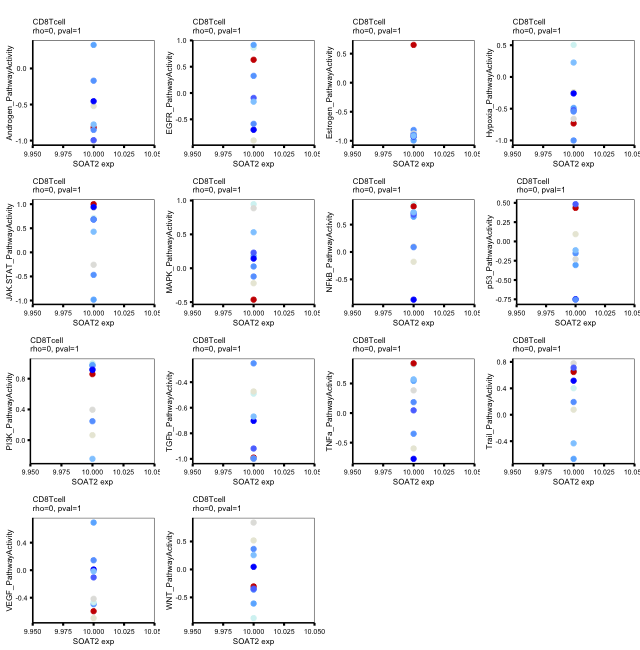 CD8Tcell
rho=0, pval=1
Androgen_PathwayActivity
0.0
-0.5
-1.0
9.950 9.975 10.000 10.025 10.05
SOAT2 exp
CD8Tcell
rho=0, pval=1
EGFR_PathwayActivity
1.0
0.5
0.0
-0.5
9.950 9.975 10.000 10.025 10.05
SOAT2 exp
CD8Tcell
rho=0, pval=1
Estrogen_PathwayActivity
0.5
0.0
-0.5
-1.0
9.950 9.975 10.000 10.025 10.05
SOAT2 exp
CD8Tcell
rho=0, pval=1
Hypoxia_PathwayActivity
0.5
0.0
-0.5
-1.0
9.950 9.975 10.000 10.025 10.050
SOAT2 exp
CD8Tcell
rho=0, pval=1
JAK.STAT_PathwayActivity
1.0
0.5
0.0
-0.5
-1.0
9.950 9.975 10.000 10.025 10.05
SOAT2 exp
CD8Tcell
rho=0, pval=1
MAPK_PathwayActivity
1.0
0.5
0.0
-0.5
9.950 9.975 10.000 10.025 10.05
SOAT2 exp
CD8Tcell
rho=0, pval=1
NFkB_PathwayActivity
0.5
0.0
-0.5
9.950 9.975 10.000 10.025 10.05
SOAT2 exp
CD8Tcell
rho=0, pval=1
p53_PathwayActivity
0.50
0.25
0.00
-0.25
-0.50
-0.75
9.950 9.975 10.000 10.025 10.050
SOAT2 exp
CD8Tcell
rho=0, pval=1
PI3K_PathwayActivity
0.8
0.4
0.0
9.950 9.975 10.000 10.025 10.05
SOAT2 exp
CD8Tcell
rho=0, pval=1
TGFb_PathwayActivity
-0.4
-0.6
-0.8
-1.0
9.950 9.975 10.000 10.025 10.05
SOAT2 exp
CD8Tcell
rho=0, pval=1
TNFa_PathwayActivity
0.5
0.0
-0.5
9.950 9.975 10.000 10.025 10.05
SOAT2 exp
CD8Tcell
rho=0, pval=1
Trail_PathwayActivity
0.8
0.4
0.0
-0.4
9.950 9.975 10.000 10.025 10.050
SOAT2 exp
CD8Tcell
rho=0, pval=1
VEGF_PathwayActivity
0.4
0.0
-0.4
9.950 9.975 10.000 10.025 10.05
SOAT2 exp
CD8Tcell
rho=0, pval=1
WNT_PathwayActivity
0.5
0.0
-0.5
9.950 9.975 10.000 10.025 10.050
SOAT2 exp